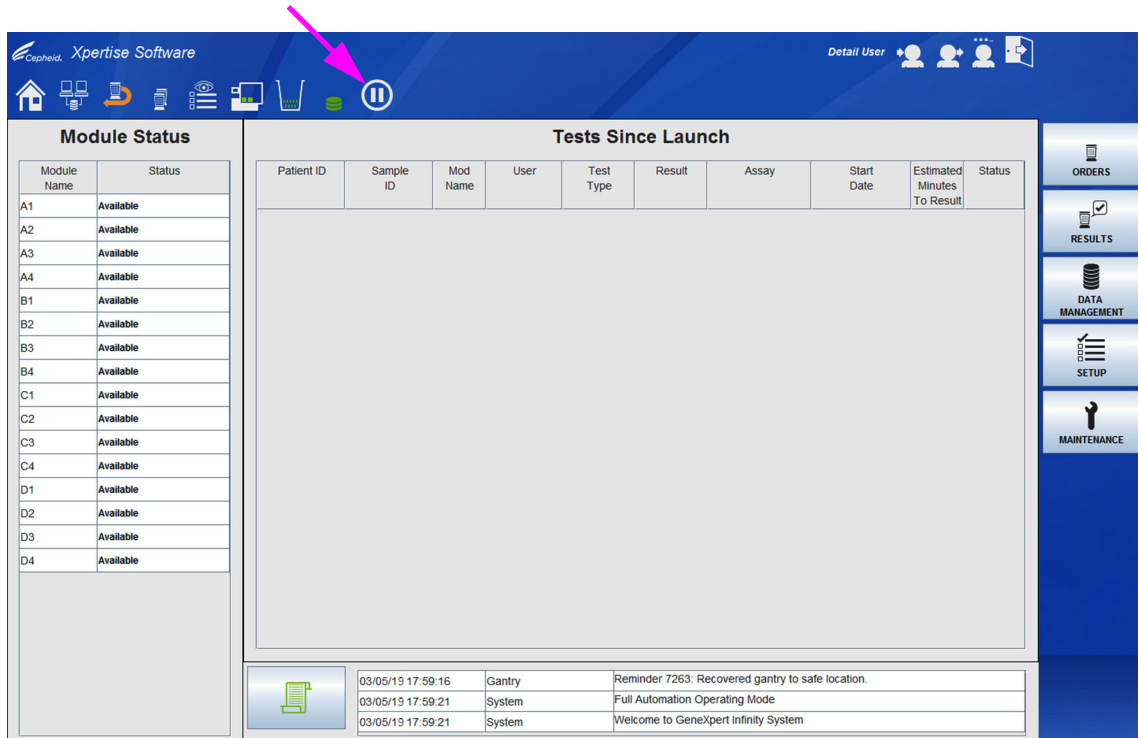 Cepheid. Xpertise Software
Detail User
Module Status
Tests Since Launch
Module Name
Status
Patient ID
Sample ID
Mod Name
User
Test Type
Result
Assay
Start Date
Estimated Minutes To Result
Status
A1 Available
A2 Available
A3 Available
A4 Available
B1 Available
B2 Available
B3 Available
B4 Available
C1 Available
C2 Available
C3 Available
C4 Available
D1 Available
D2 Available
D3 Available
D4 Available
03/05/19 17:59:16 Gantry Reminder 7263: Recovered gantry to safe location.
03/05/19 17:59:21 System Full Automation Operating Mode
03/05/19 17:59:21 System Welcome to GeneXpert Infinity System
ORDERS
RESULTS
DATA
MANAGEMENT
SETUP
MAINTENANCE